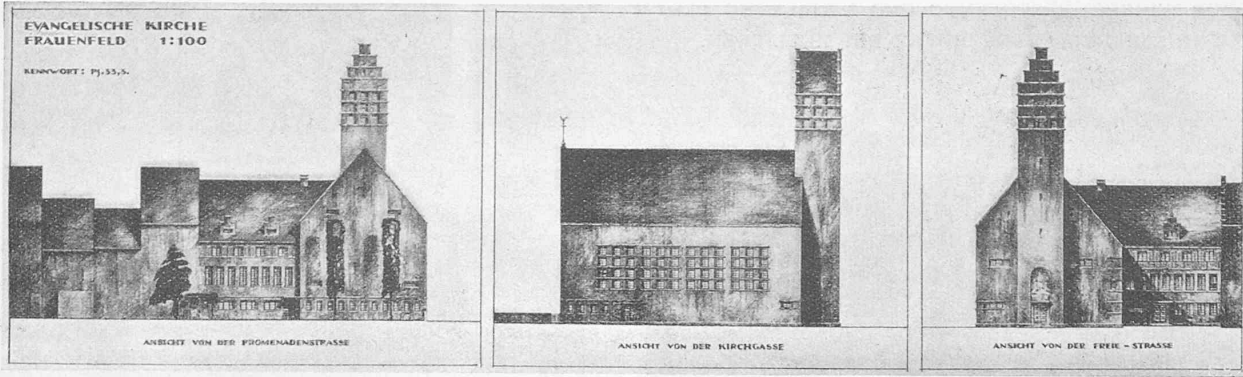 EVANGELISCHE KIRCHE
FRAUENFELD 1:100
KENNWORT: Pj.55,5.
ANSICHT VON DER PROMENADENSTRASSE
ANSICHT VON DER KIRCHGASSE
ANSICHT VON DER FREIE-STRASSE